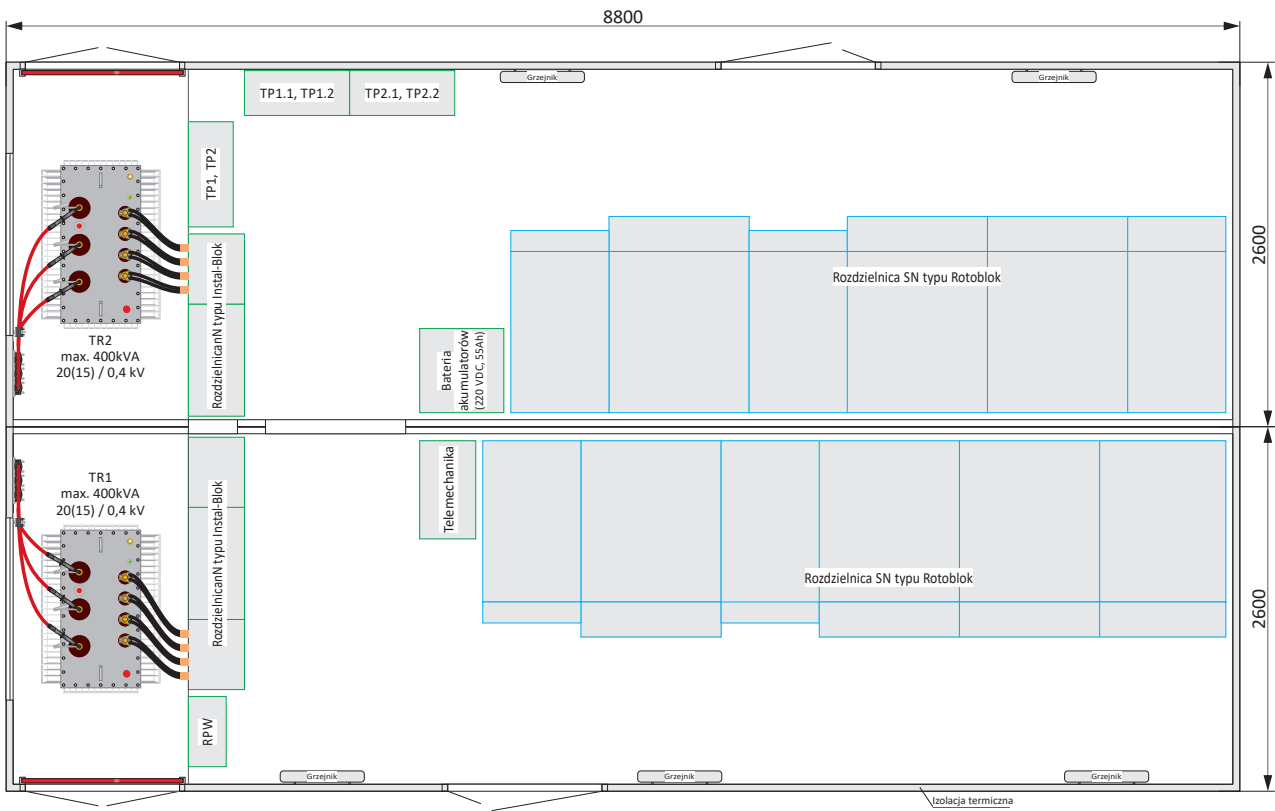 8800
Grzejnik
Grzejnik
TP1.1, TP1.2
TP2.1, TP2.2
TP1, TP2
2600
Rozdzielnica SN typu Rotoblok
RozdzielnicanN typu Instal-Blok
TR2
max. 400kVA
20(15) / 0,4 kV
Bateria
akumulatorów
(220 VDC, 55Ah)
TR1
max. 400kVA
20(15) / 0,4 kV
RozdzielnicanN typu Instal-Blok
Telemechanika
Rozdzielnica SN typu Rotoblok
2600
RPW
Grzejnik
Grzejnik
Grzejnik
Izolacja termiczna